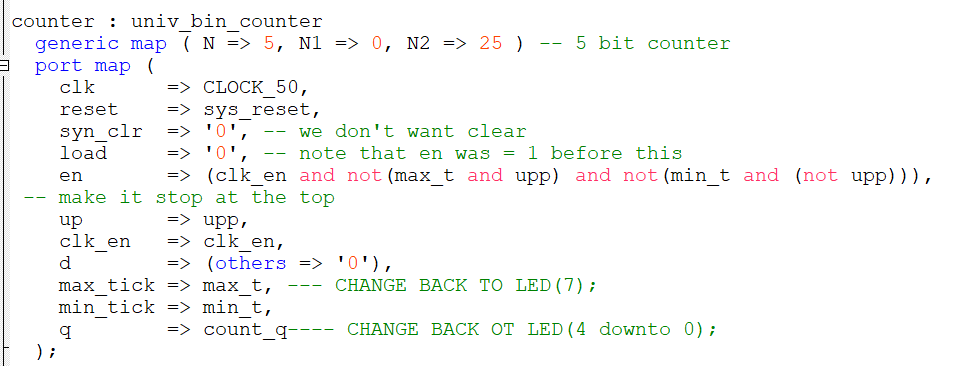 counter : univ_bin_counter
generic map ( N => 5, N1 => 0, N2 => 25 ) -- 5 bit counter
port map (
clk => CLOCK_50,
reset => sys_reset,
syn_clr => '0', -- we don't want clear
load => '0', -- note that en was = 1 before this
en => (clk_en and not(max_t and upp) and not(min_t and (not upp))),
-- make it stop at the top
up => upp,
clk_en => clk_en,
d => (others => '0'),
max_tick => max_t, --- CHANGE BACK TO LED(7);
min_tick => min_t,
q => count_q---- CHANGE BACK OT LED(4 downto 0);
);